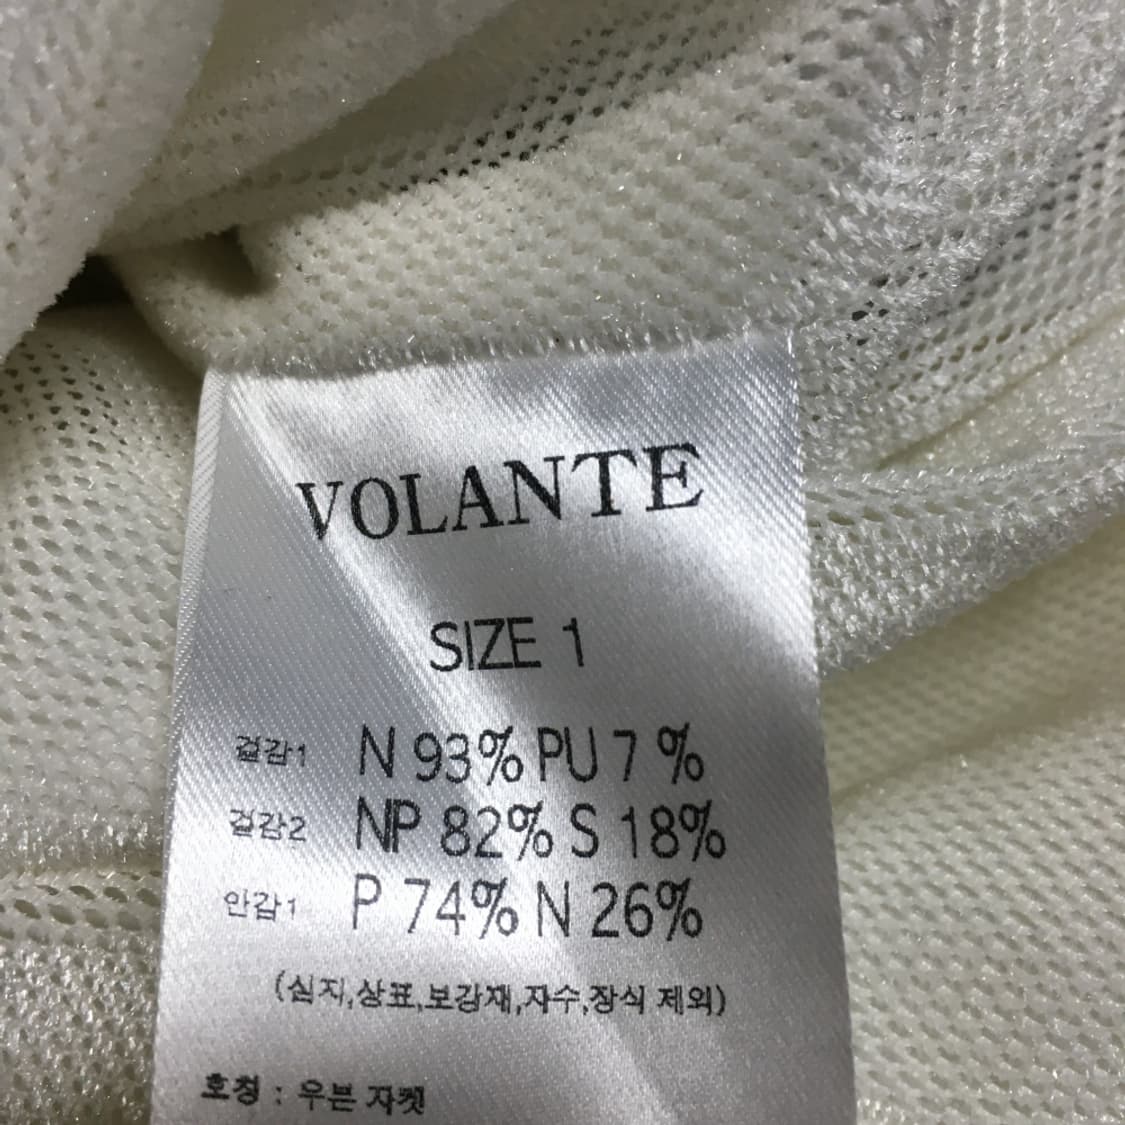 VOLANTE
SIZE 1
겉감1 N 93% PU 7 %
겉감2 NP 82% S 18%
안감1 P 74% N 26%
(심지,상표,보강재,자수,장식 제외)
호칭 : 우븐 자켓